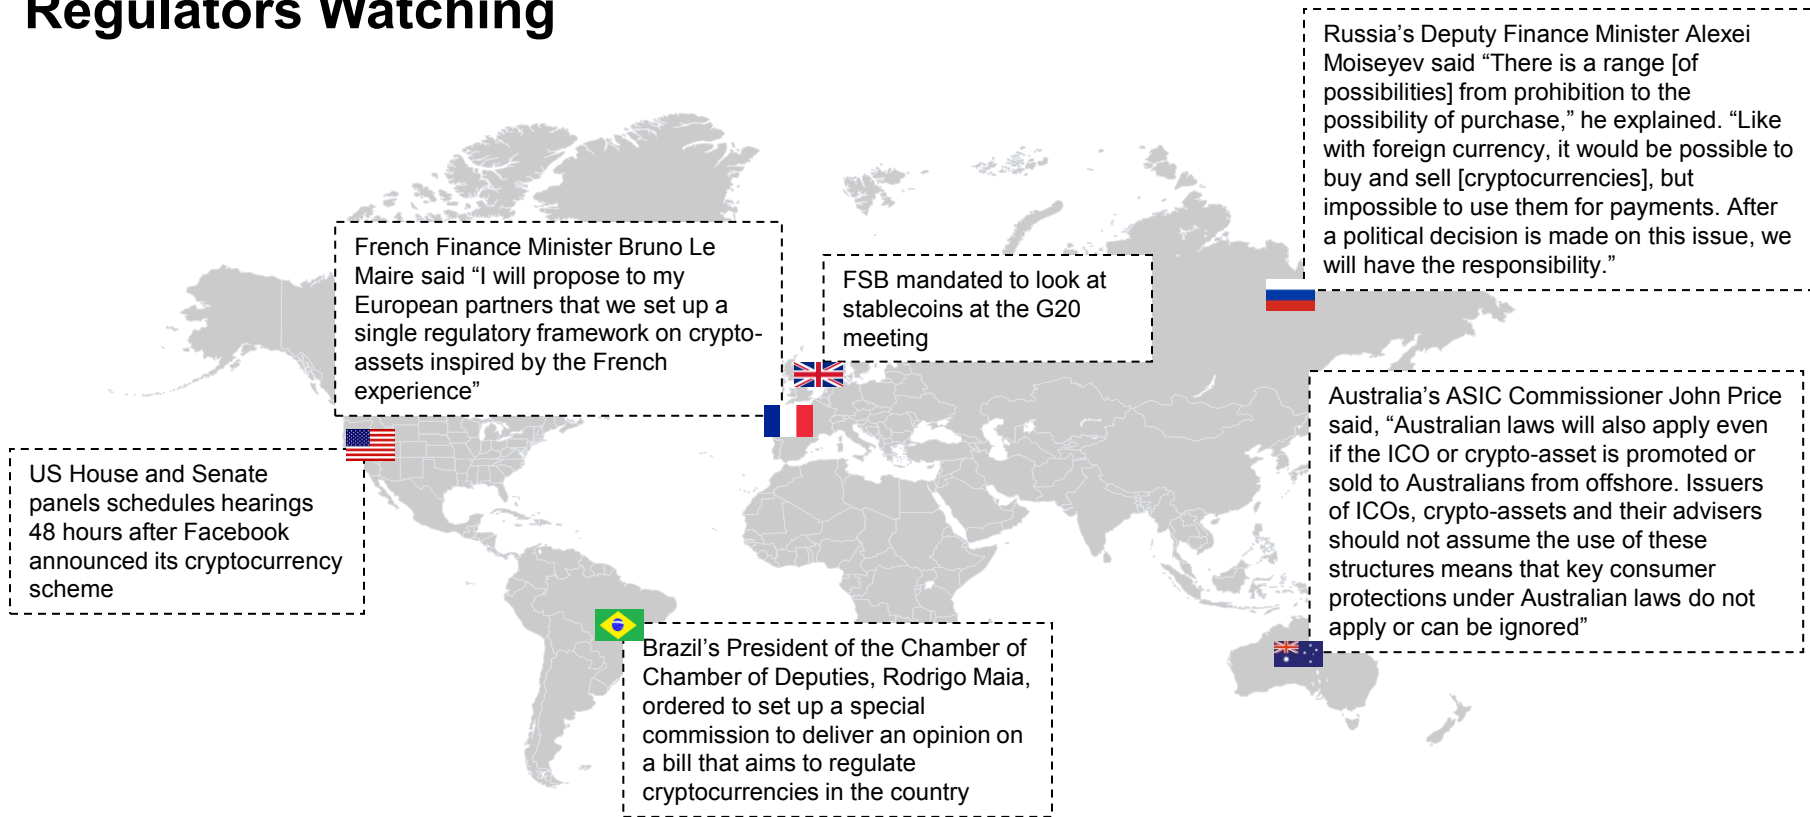 Regulators Watching
Russia’s Deputy Finance Minister Alexei
Moiseyev said “There is a range [of
possibilities] from prohibition to the
possibility of purchase,” he explained. “Like
with foreign currency, it would be possible to
buy and sell [cryptocurrencies], but
impossible to use them for payments. After
a political decision is made on this issue, we
will have the responsibility.”
French Finance Minister Bruno Le
Maire said “I will propose to my
European partners that we set up a
single regulatory framework on crypto-
assets inspired by the French
experience”
FSB mandated to look at
stablecoins at the G20
meeting
Australia’s ASIC Commissioner John Price
said, “Australian laws will also apply even
if the ICO or crypto-asset is promoted or
sold to Australians from offshore. Issuers
of ICOs, crypto-assets and their advisers
should not assume the use of these
structures means that key consumer
protections under Australian laws do not
apply or can be ignored”
US House and Senate
panels schedules hearings
48 hours after Facebook
announced its cryptocurrency
scheme
Brazil’s President of the Chamber of
Chamber of Deputies, Rodrigo Maia,
ordered to set up a special
commission to deliver an opinion on
a bill that aims to regulate
cryptocurrencies in the country